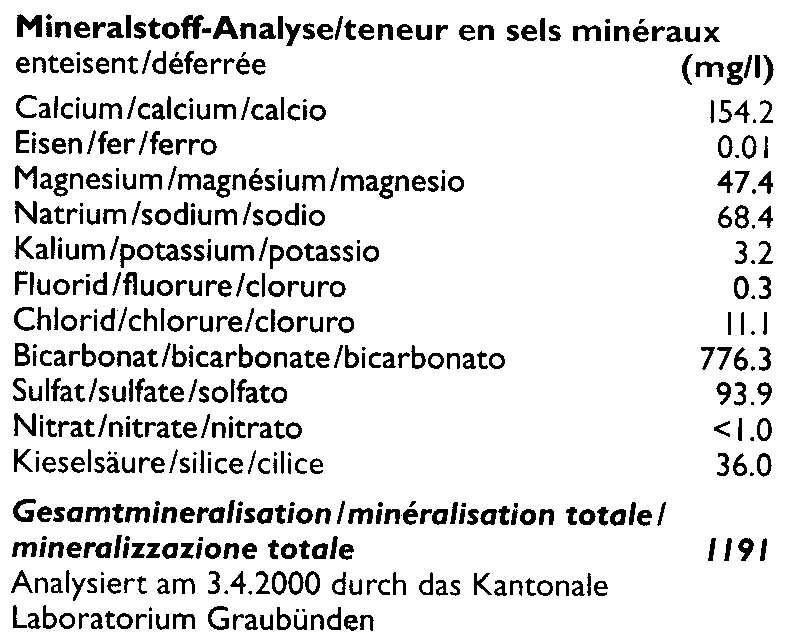 Mineralstoff-Analyse/teneur en sels minéraux
enteisent/déferrée (mg/l)
Calcium/calcium/calcio 154.2
Eisen/fer/ferro 0.01
Magnesium/magnésium/magnesio 47.4
Natrium/sodium/sodio 68.4
Kalium/potassium/potassio 3.2
Fluorid/fluorure/cloruro 0.3
Chlorid/chlorure/cloruro 11.1
Bicarbonat/bicarbonate/bicarbonato 776.3
Sulfat/sulfate/solfato 93.9
Nitrat/nitrate/nitrato <1.0
Kieselsäure/silice/cilice 36.0
Gesamtmineralisation/minéralisation totale/
mineralizzazione totale 1191
Analysiert am 3.4.2000 durch das Kantonale
Laboratorium Graubünden